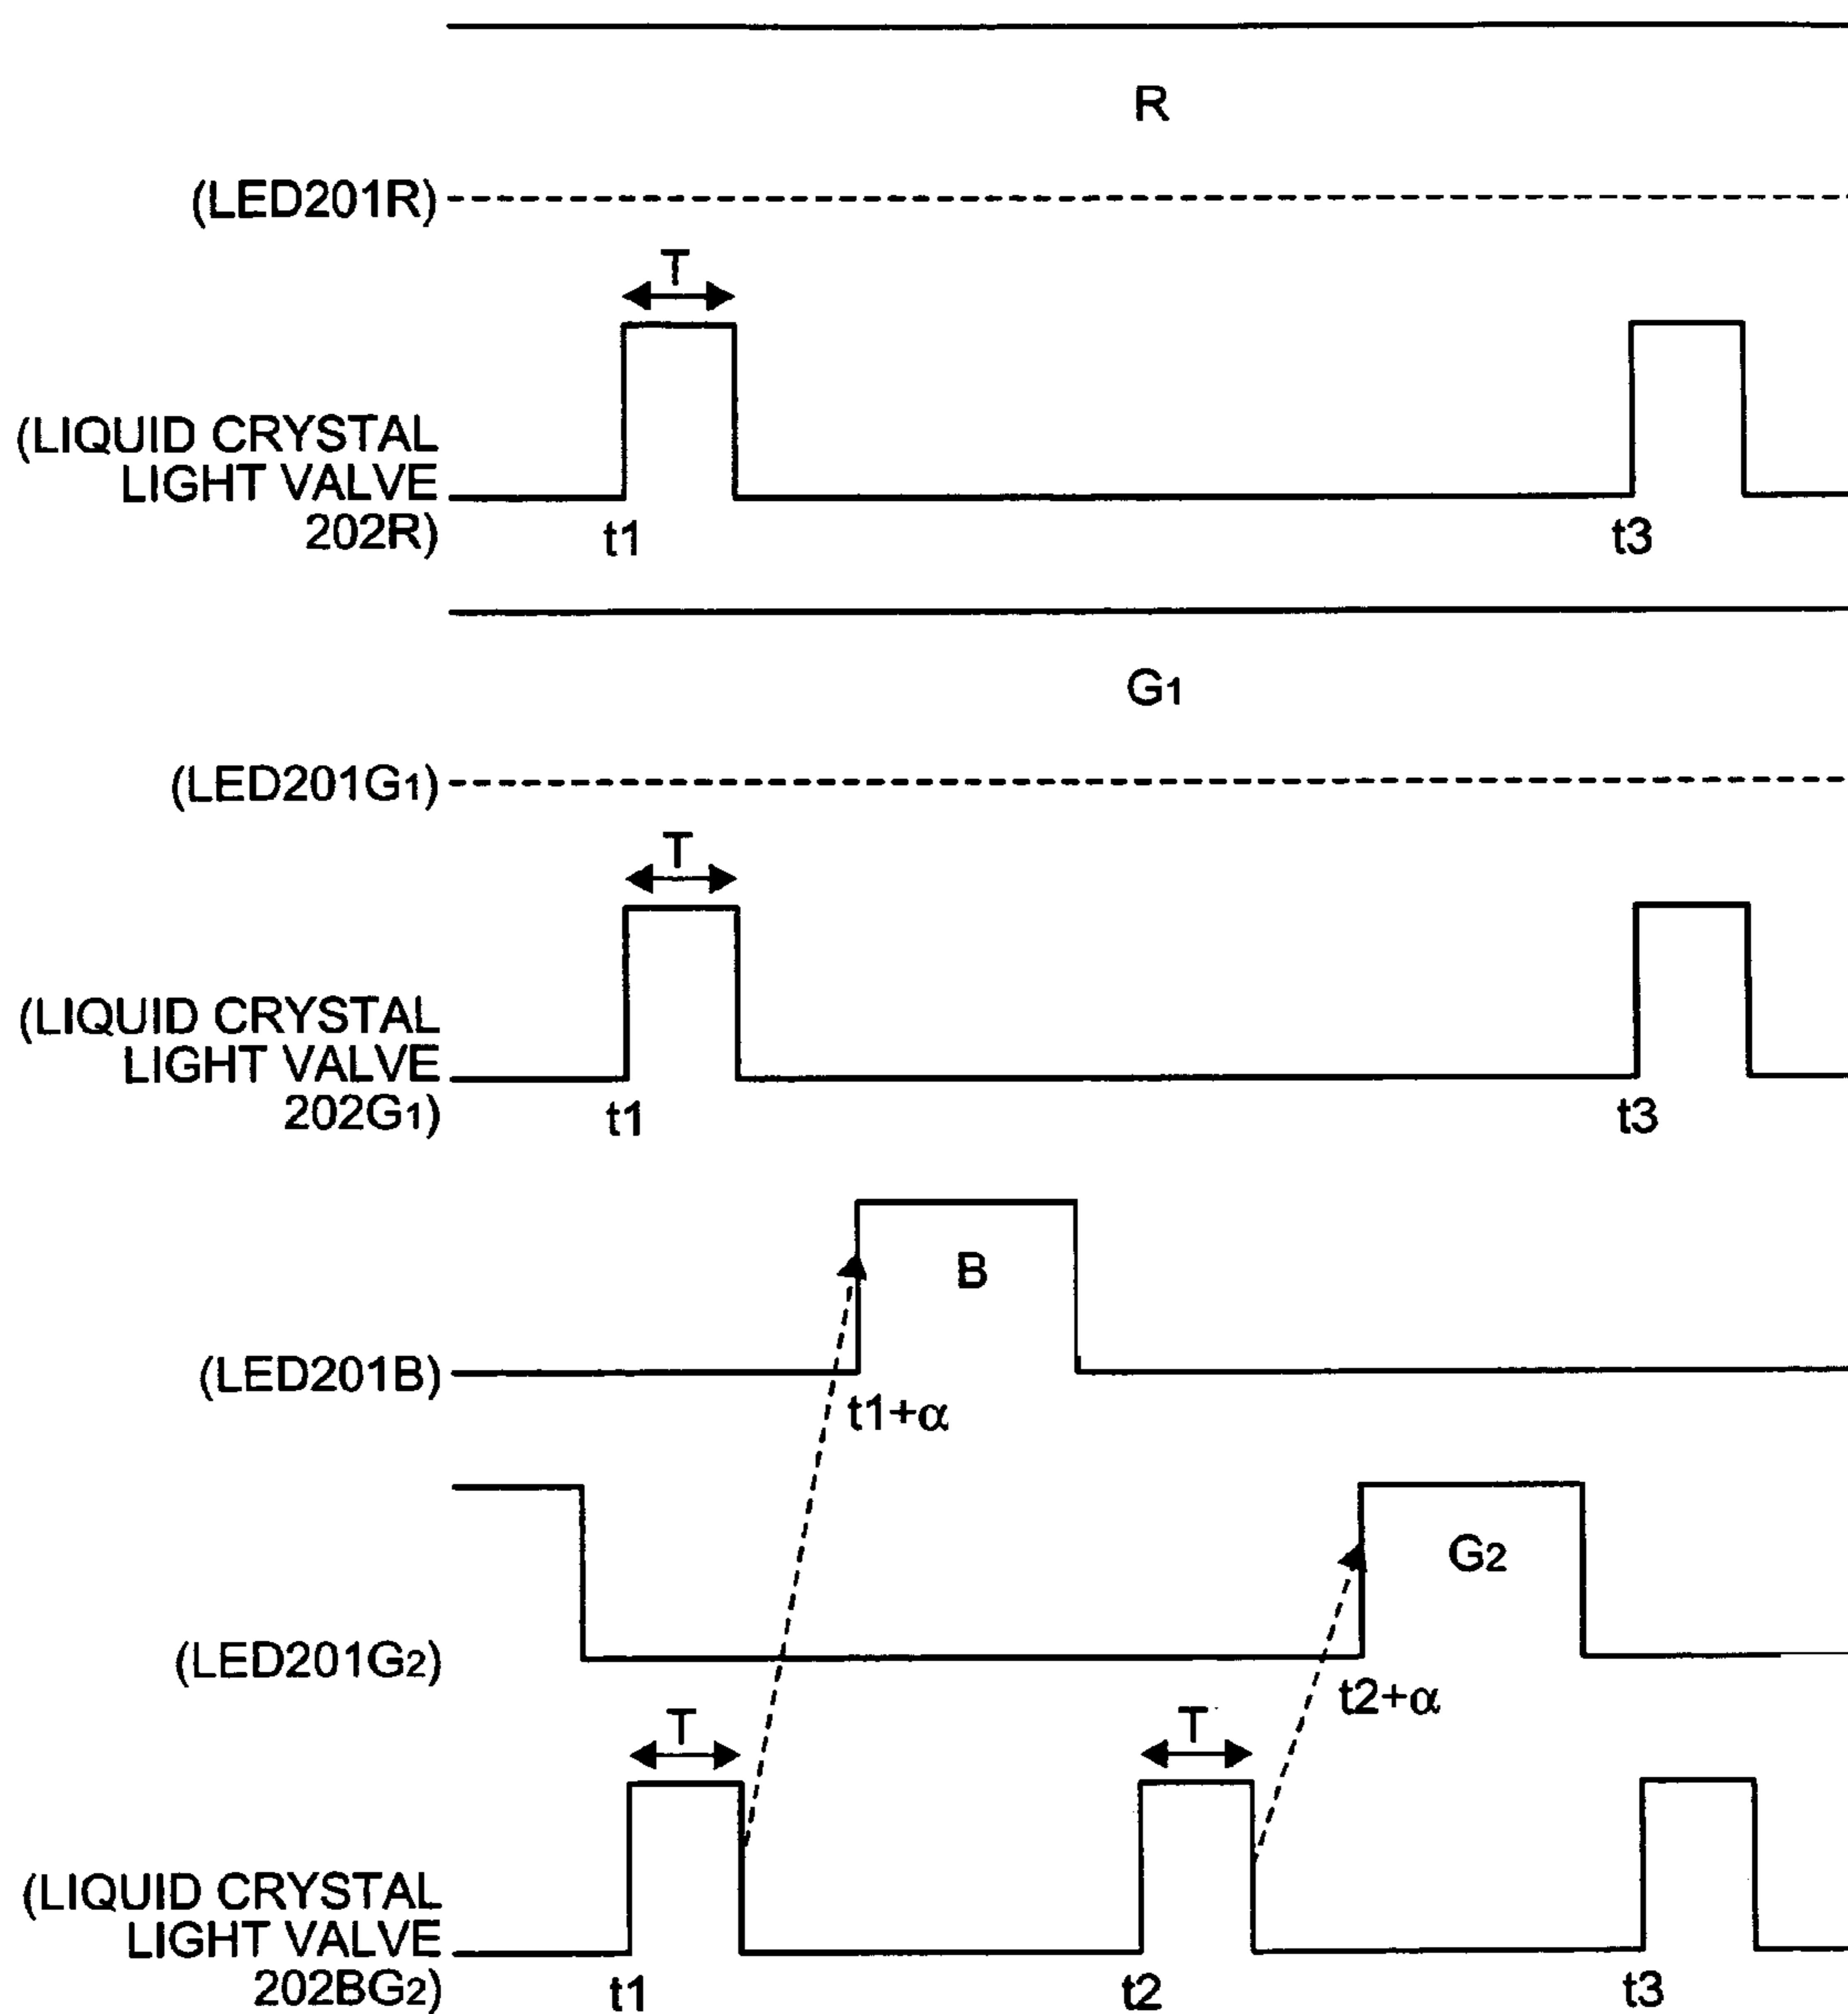 R
(LED201R)
T
(LIQUID CRYSTAL
LIGHT VALVE
202R)
t1
t3
G1
(LED201G1)
T
(LIQUID CRYSTAL
LIGHT VALVE
202G1)
t1
t3
B
(LED201B)
t1+α
G2
(LED201G2)
t2+α
T
T
(LIQUID CRYSTAL
LIGHT VALVE
202BG2)
t1
t2
t3